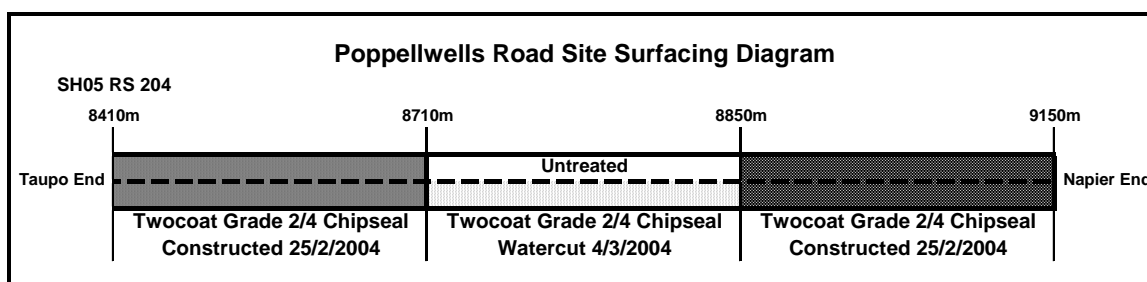 Poppellwells Road Site Surfacing Diagram
SH05 RS 204
8410m 8710m 8850m 9150m
Untreated
Taupo End Napier End
Twocoat Grade 2/4 Chipseal Twocoat Grade 2/4 Chipseal Twocoat Grade 2/4 Chipseal
Constructed 25/2/2004 Watercut 4/3/2004 Constructed 25/2/2004